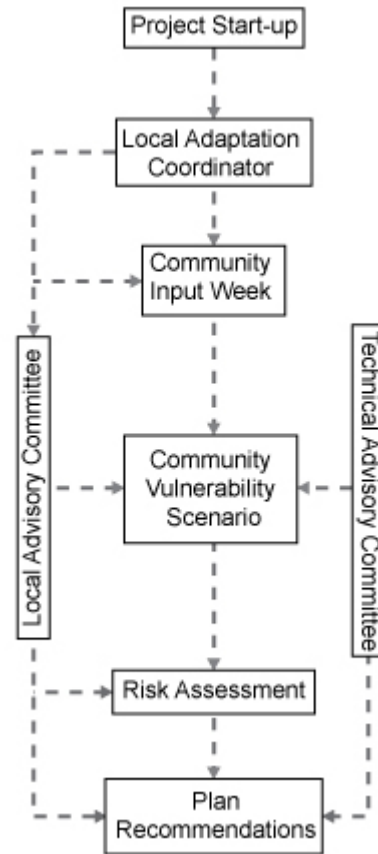 Project Start-up
Local Adaptation
Coordinator
Community
Input Week
Local Advisory Committee
Technical Advisory Committee
Community
Vulnerability
Scenario
Risk Assessment
Plan
Recommendations